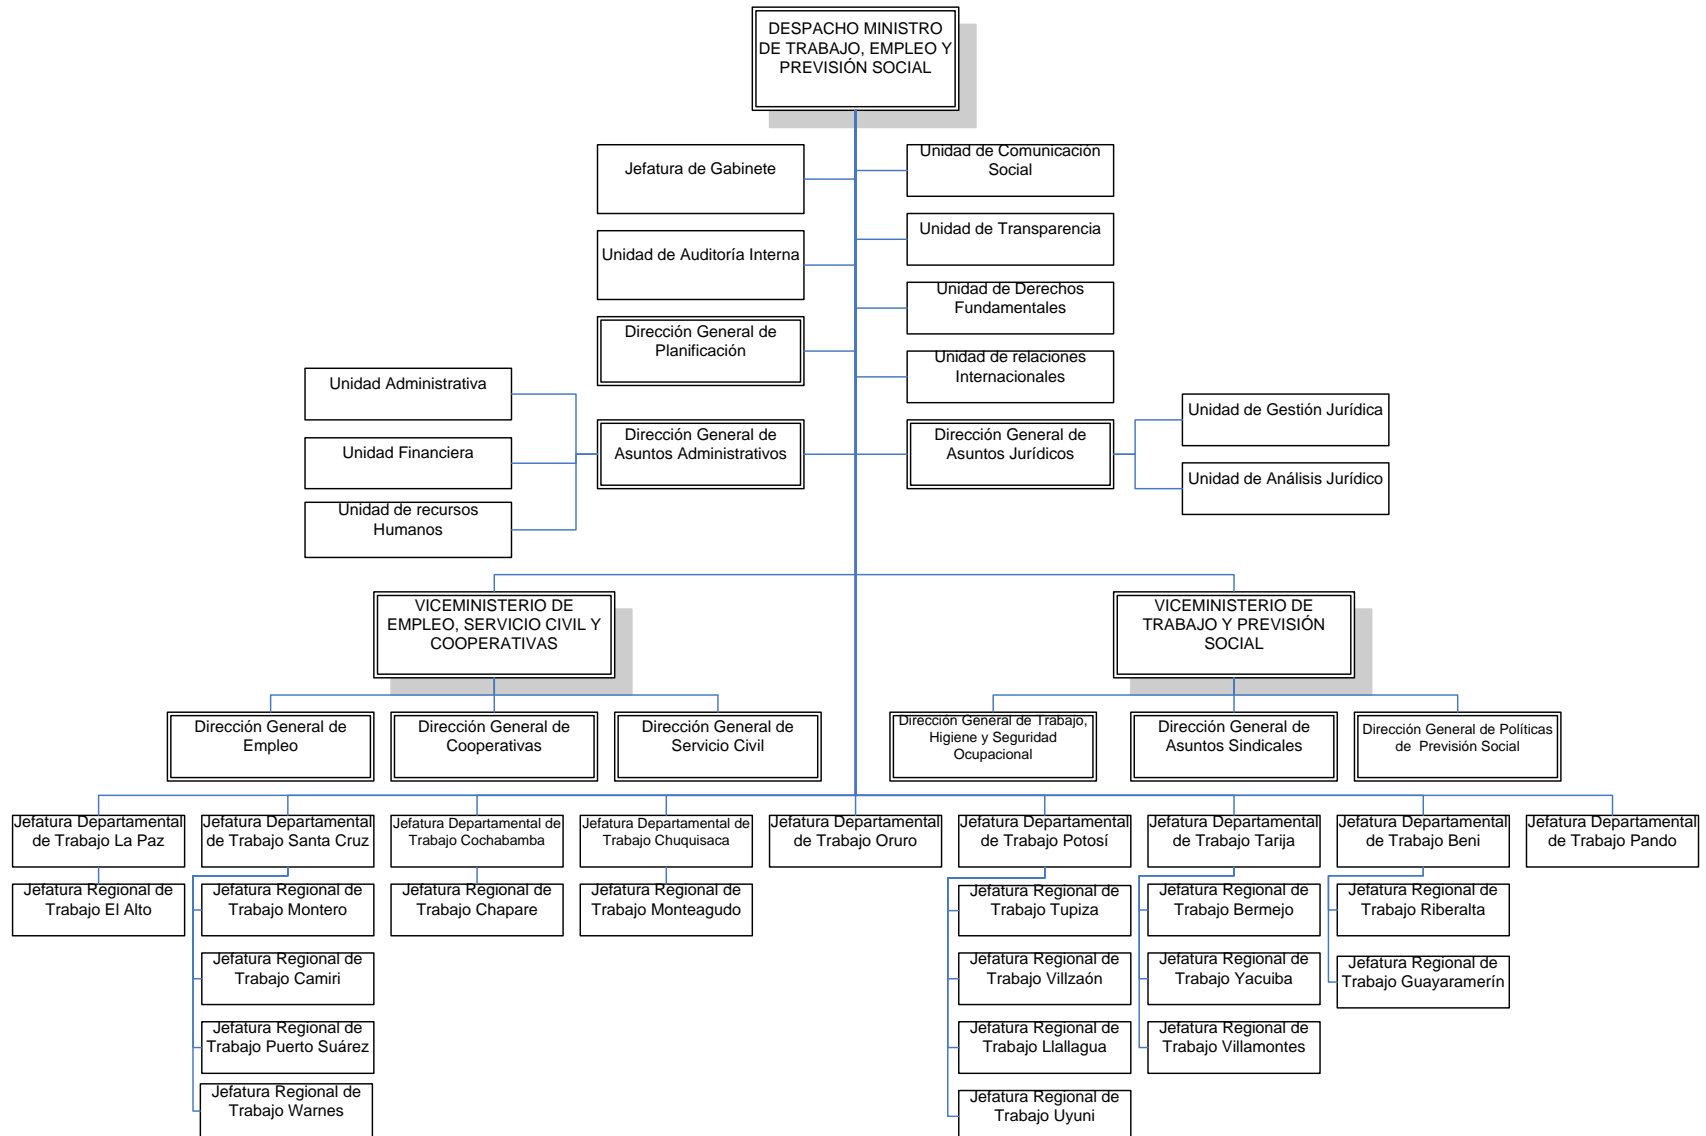 DESPACHO MINISTRO
DE TRABAJO, EMPLEO Y
PREVISIÓN SOCIAL
Jefatura de Gabinete
Unidad de Comunicación
Social
Unidad de Auditoría Interna
Unidad de Transparencia
Unidad de Derechos
Fundamentales
Dirección General de
Planificación
Unidad de relaciones
Internacionales
Unidad Administrativa
Unidad Financiera
Unidad de recursos
Humanos
Dirección General de
Asuntos Administrativos
Dirección General de
Asuntos Jurídicos
Unidad de Gestión Jurídica
Unidad de Análisis Jurídico
VICEMINISTERIO DE
EMPLEO, SERVICIO CIVIL Y
COOPERATIVAS
VICEMINISTERIO DE
TRABAJO Y PREVISIÓN
SOCIAL
Dirección General de
Empleo
Dirección General de
Cooperativas
Dirección General de
Servicio Civil
Dirección General de Trabajo,
Higiene y Seguridad
Ocupacional
Dirección General de
Asuntos Sindicales
Dirección General de Políticas
de Previsión Social
Jefatura Departamental
de Trabajo La Paz
Jefatura Departamental
de Trabajo Santa Cruz
Jefatura Departamental de
Trabajo Cochabamba
Jefatura Departamental de
Trabajo Chuquisaca
Jefatura Departamental
de Trabajo Oruro
Jefatura Departamental
de Trabajo Potosí
Jefatura Departamental
de Trabajo Tarija
Jefatura Departamental
de Trabajo Beni
Jefatura Departamental
de Trabajo Pando
Jefatura Regional de
Trabajo El Alto
Jefatura Regional de
Trabajo Montero
Jefatura Regional de
Trabajo Chapare
Jefatura Regional de
Trabajo Monteagudo
Jefatura Regional de
Trabajo Tupiza
Jefatura Regional de
Trabajo Bermejo
Jefatura Regional de
Trabajo Riberalta
Jefatura Regional de
Trabajo Camiri
Jefatura Regional de
Trabajo Villzaón
Jefatura Regional de
Trabajo Yacuiba
Jefatura Regional de
Trabajo Guayaramerín
Jefatura Regional de
Trabajo Puerto Suárez
Jefatura Regional de
Trabajo Llallagua
Jefatura Regional de
Trabajo Villamontes
Jefatura Regional de
Trabajo Warnes
Jefatura Regional de
Trabajo Uyuni